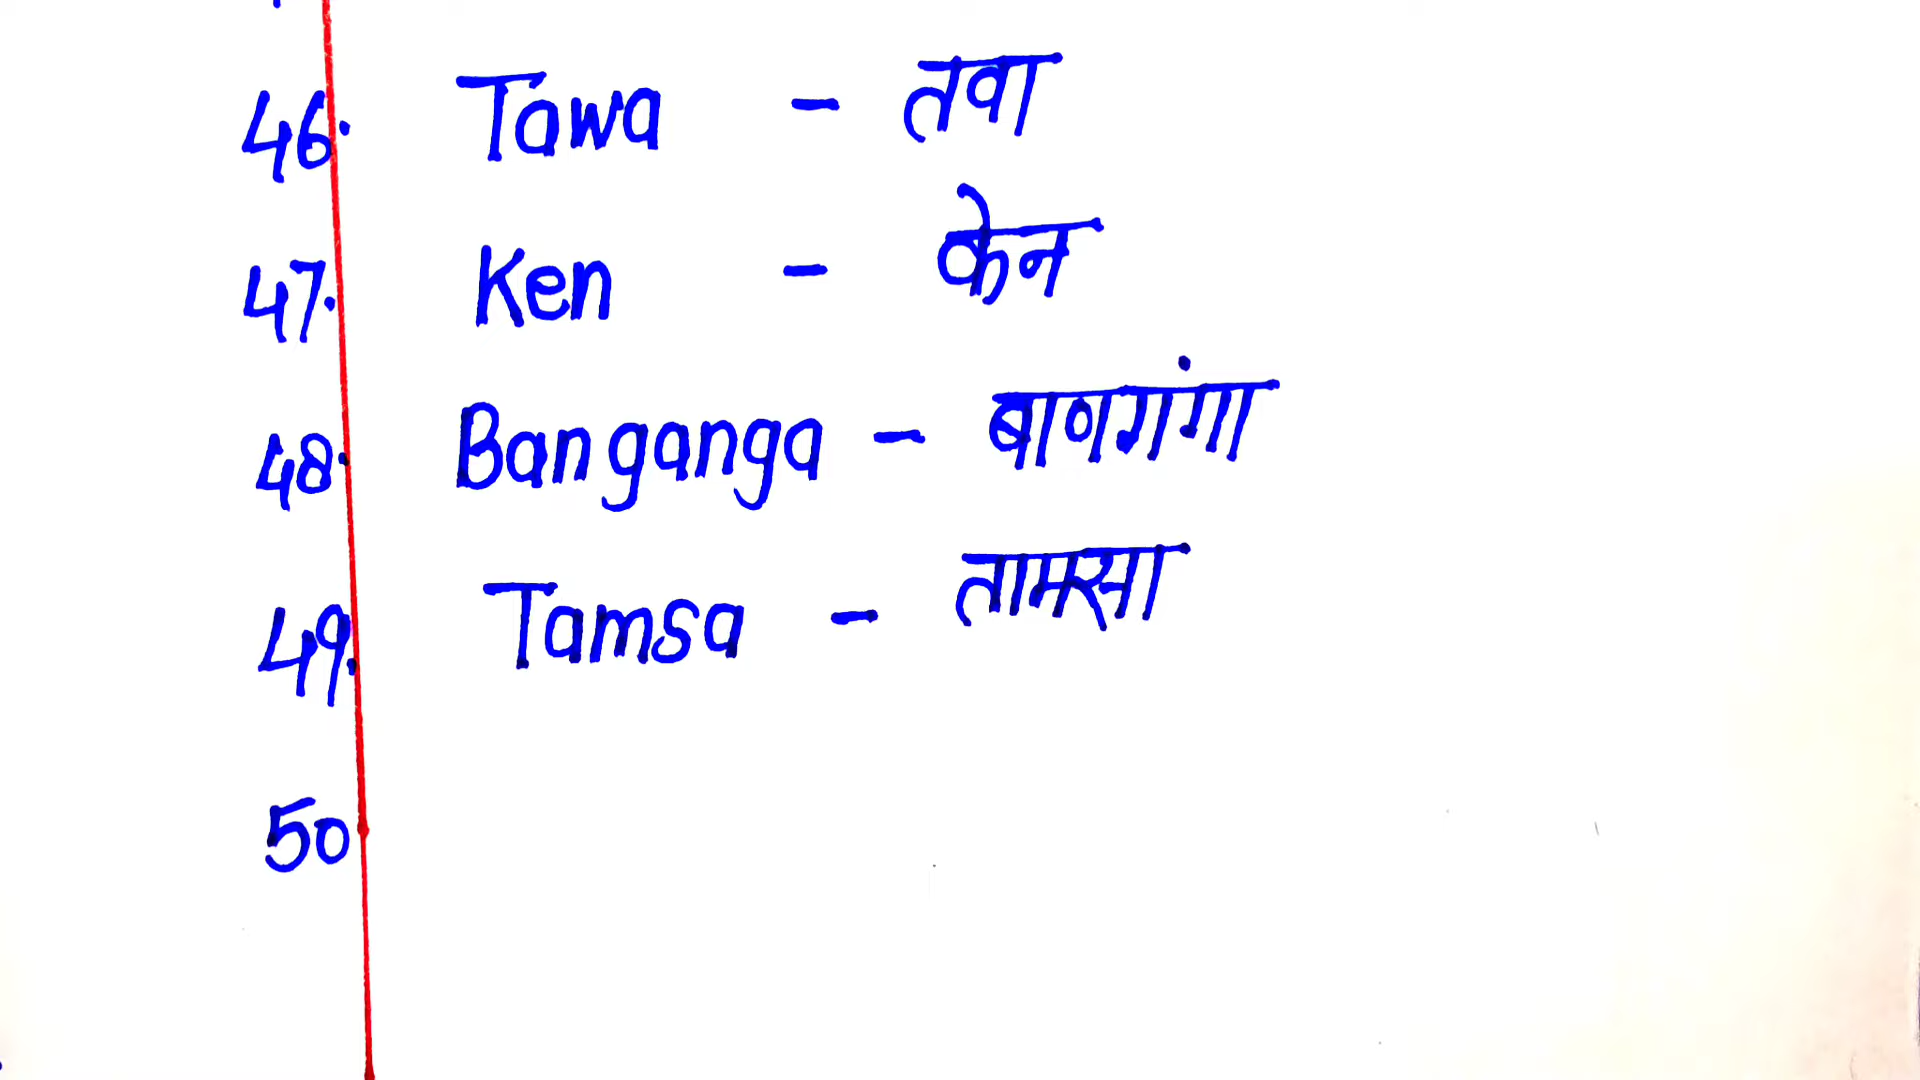 46. Tawa - तवा
47. Ken - केन
48. Banganga - बाणगंगा
49. Tamsa - तामसा
50